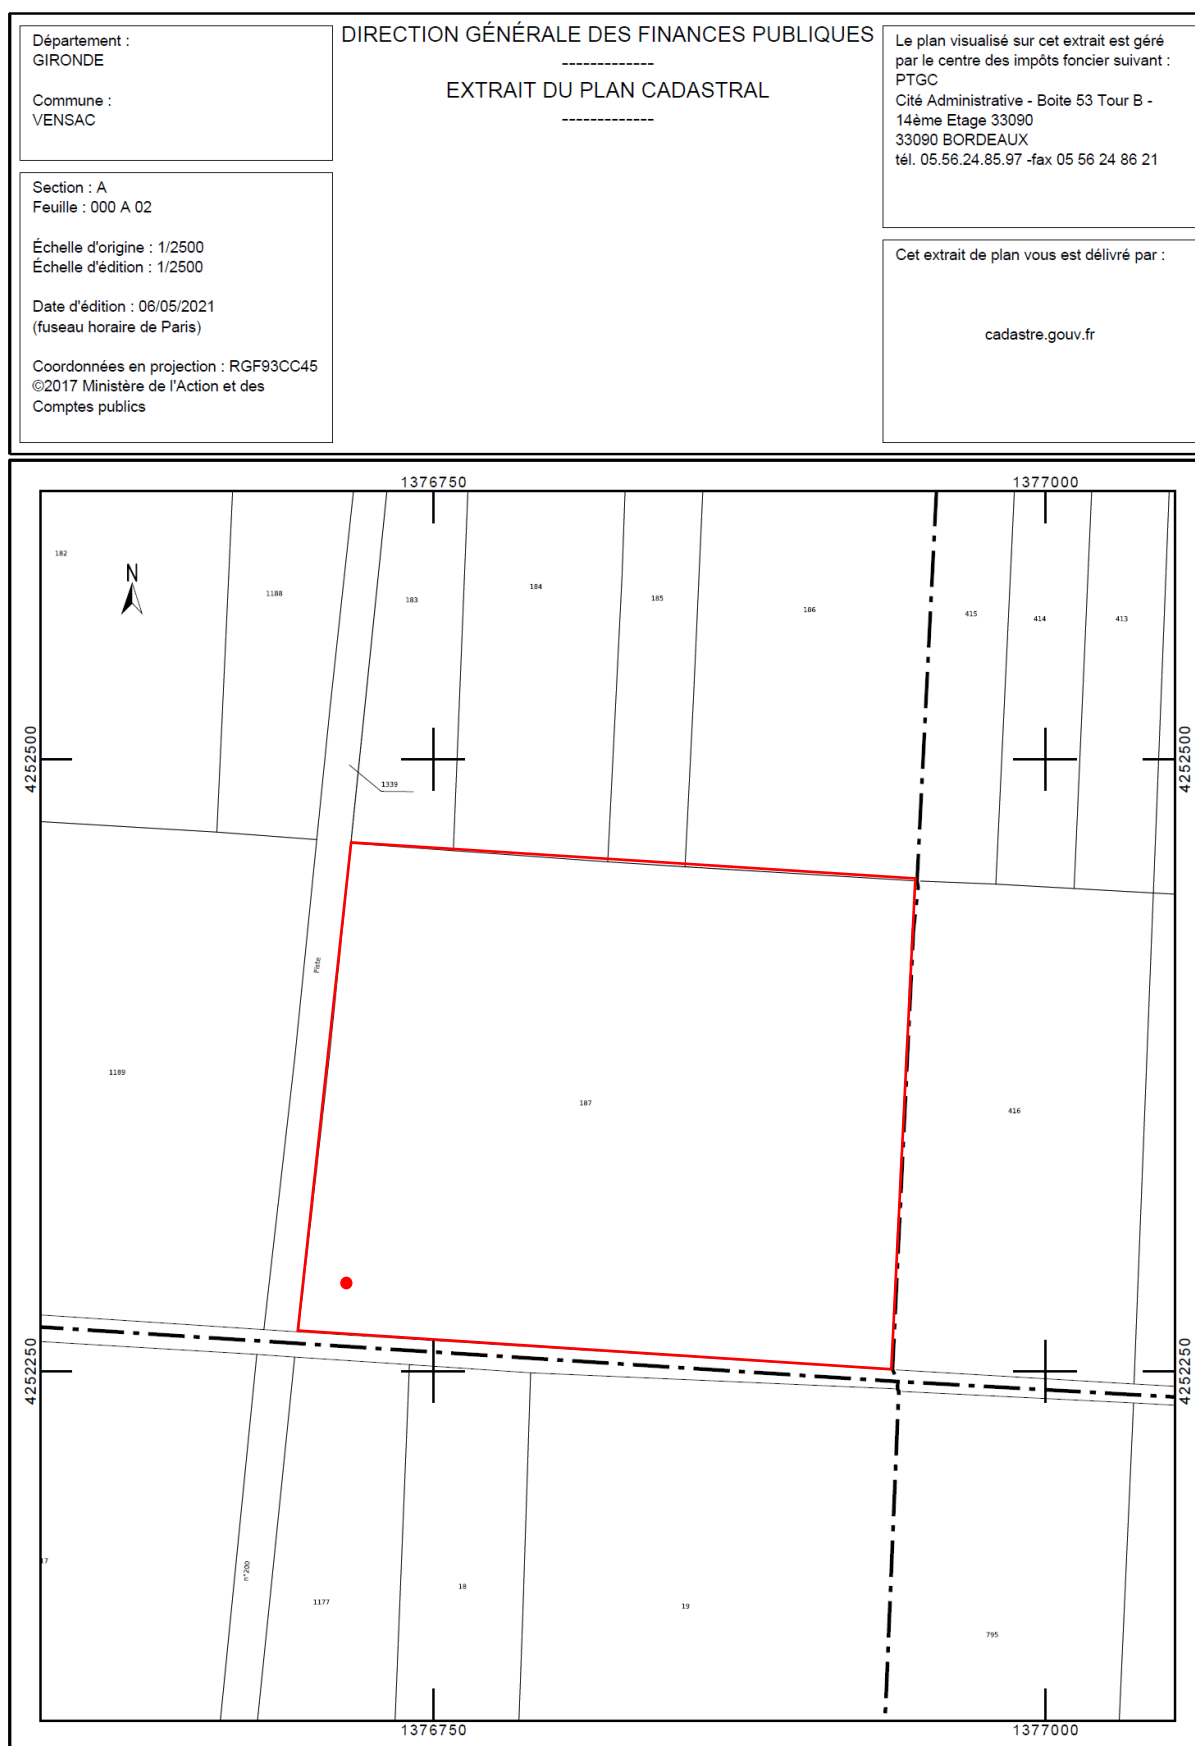 Département :
GIRONDE
Commune :
VENSAC
Section : A
Feuille : 000 A 02
Échelle d'origine : 1/2500
Échelle d'édition : 1/2500
Date d'édition : 06/05/2021
(fuseau horaire de Paris)
Coordonnées en projection : RGF93CC45
©2017 Ministère de l'Action et des
Comptes publics
DIRECTION GÉNÉRALE DES FINANCES PUBLIQUES
-------------
EXTRAIT DU PLAN CADASTRAL
-------------
Le plan visualisé sur cet extrait est géré
par le centre des impôts foncier suivant :
PTGC
Cité Administrative - Boite 53 Tour B -
14ème Etage 33090
33090 BORDEAUX
tél. 05.56.24.85.97 -fax 05 56 24 86 21
Cet extrait de plan vous est délivré par :
cadastre.gouv.fr
1376750
1377000
182
N
1188
183
184
185
186
415
414
413
4252500
4252500
1339
Piste
1189
187
416
4252250
4252250
17
n°200
1177
18
19
795
1376750
1377000